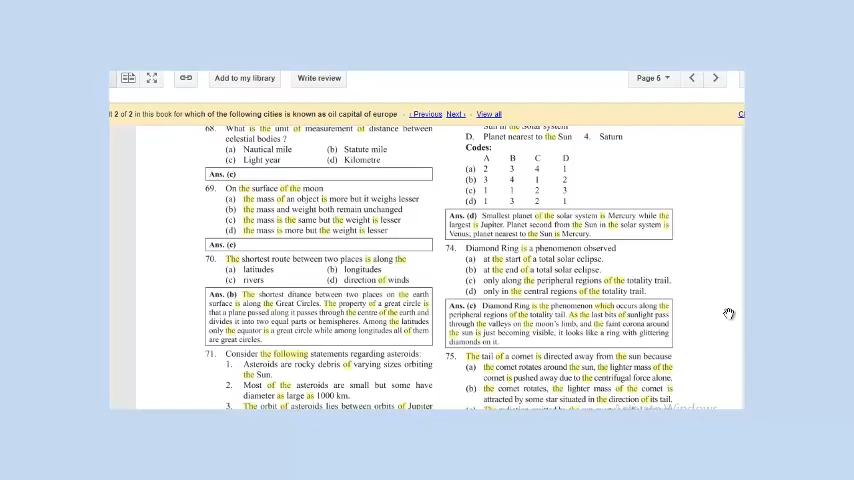 Add to my library
Write review
Page 6
2 of 2 in this book for which of the following cities is known as oil capital of europe - ‹ Previous Next › - View all
68. What is the unit of measurement of distance between
celestial bodies ?
(a) Nautical mile (b) Statute mile
(c) Light year (d) Kilometre
Ans. (c)
69. On the surface of the moon
(a) the mass of an object is more but it weighs lesser
(b) the mass and weight both remain unchanged
(c) the mass is the same but the weight is lesser
(d) the mass is more but the weight is lesser
Ans. (c)
70. The shortest route between two places is along the
(a) latitudes (b) longitudes
(c) rivers (d) direction of winds
Ans. (b) The shortest ditance between two places on the earth
surface is along the Great Circles. The property of a great circle is
that a plane passed along it passes through the centre of the earth and
divides it into two equal parts or hemispheres. Among the latitudes
only the equator is a great circle while among longitudes all of them
are great circles.
71. Consider the following statements regarding asteroids:
1. Asteroids are rocky debris of varying sizes orbiting
the Sun.
2. Most of the asteroids are small but some have
diameter as large as 1000 km.
3. The orbit of asteroids lies between orbits of Jupiter
Sun in the Solar system
D. Planet nearest to the Sun 4. Saturn
Codes:
A B C D
(a) 2 3 4 1
(b) 3 4 1 2
(c) 1 1 2 3
(d) 1 3 2 1
Ans. (d) Smallest planet of the solar system is Mercury while the
largest is Jupiter. Planet second from the Sun in the solar system is
Venus; planet nearest to the Sun is Mercury.
74. Diamond Ring is a phenomenon observed
(a) at the start of a total solar eclipse.
(b) at the end of a total solar eclipse.
(c) only along the peripheral regions of the totality trail.
(d) only in the central regions of the totality trail.
Ans. (c) Diamond Ring is the phenomenon which occurs along the
peripheral regions of the totality tail. As the last bits of sunlight pass
through the valleys on the moon's limb, and the faint corona around
the sun is just becoming visible, it looks like a ring with glittering
diamonds on it.
75. The tail of a comet is directed away from the sun because
(a) the comet rotates around the sun, the lighter mass of the
comet is pushed away due to the centrifugal force alone.
(b) the comet rotates, the lighter mass of the comet is
attracted by some star situated in the direction of its tail.